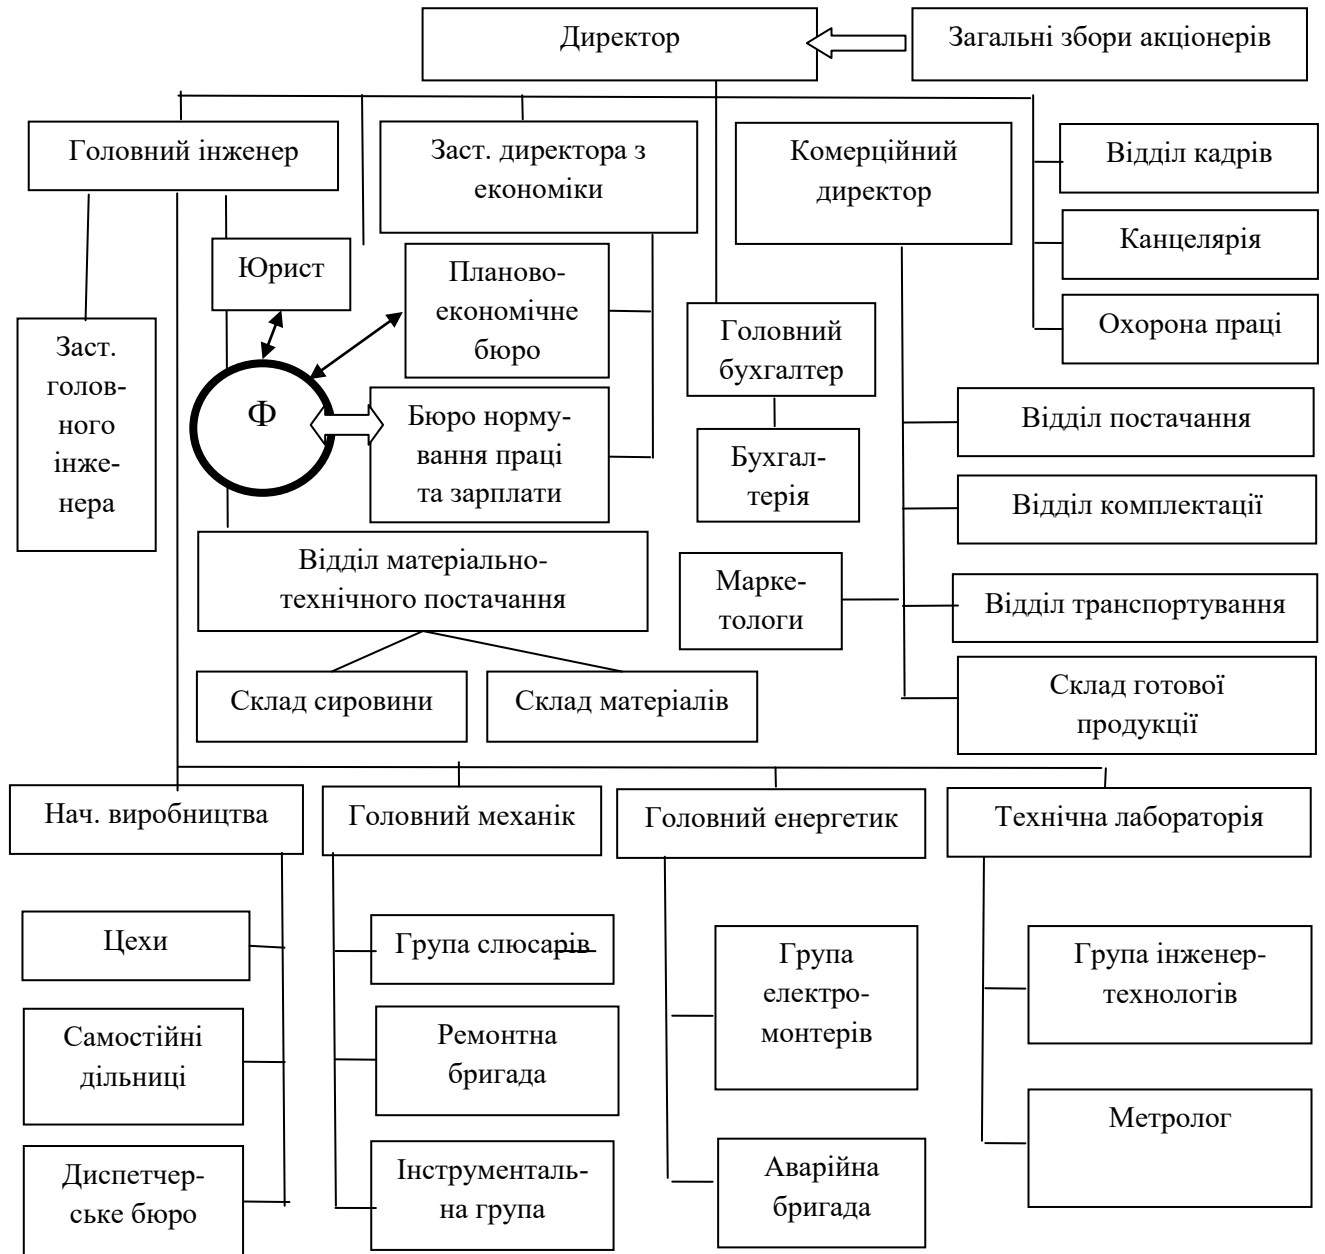 Директор
Загальні збори акціонерів
Головний інженер
Заст. директора з
економіки
Комерційний
директор
Відділ кадрів
Канцелярія
Охорона праці
Юрист
Планово-
економічне
бюро
Заст.
голов-
ного
інже-
нера
Ф
Бюро норму-
вання праці
та зарплати
Головний
бухгалтер
Бухгал-
терія
Відділ постачання
Відділ комплектації
Відділ матеріально-
технічного постачання
Марке-
тологи
Відділ транспортування
Склад сировини
Склад матеріалів
Склад готової
продукції
Нач. виробництва
Головний механік
Головний енергетик
Технічна лабораторія
Цехи
Самостійні
дільниці
Диспетчер-
ське бюро
Група слюсарів
Ремонтна
бригада
Інструменталь-
на група
Група
електро-
монтерів
Аварійна
бригада
Група інженер-
технологів
Метролог